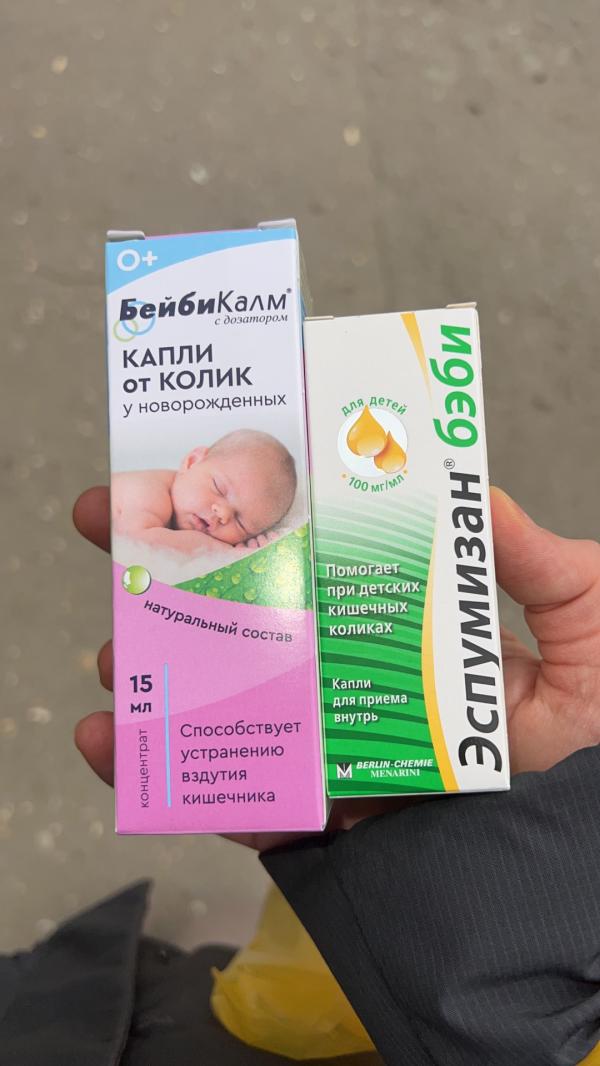 0+
БейбиКалм®
с дозатором
КАПЛИ
от КОЛИК
у новорожденных
натуральный состав
15
мл
концентрат
Способствует
устранению
вздутия
кишечника
Эспумизан® бэби
для детей
100 мг/мл
Помогает
при детских
кишечных
коликах
Капли
для приема
внутрь
BERLIN-CHEMIE
MENARINI